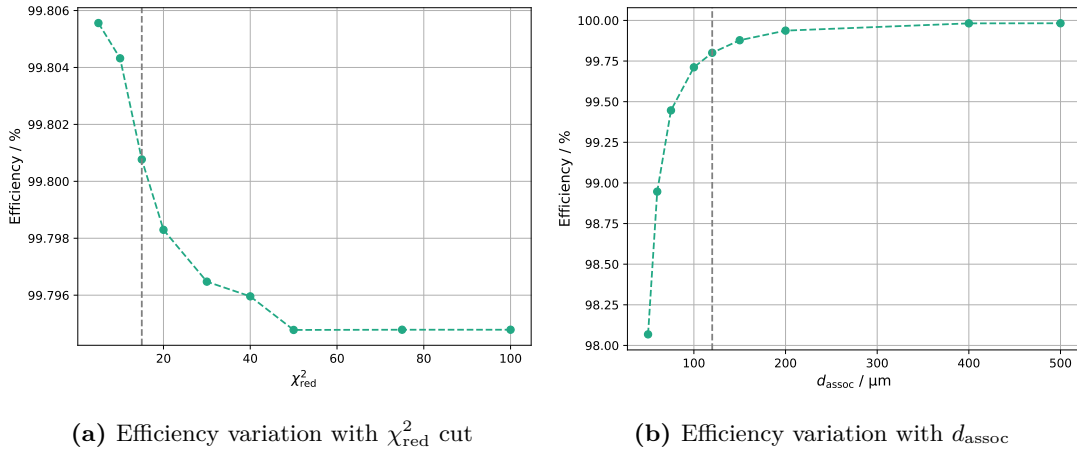 99.806
99.804
99.802
99.800
99.798
99.796
Efficiency / %
20 40 60 80 100
χ²red
100.00
99.75
99.50
99.25
99.00
98.75
98.50
98.25
98.00
Efficiency / %
100 200 300 400 500
dassoc / μm
(a) Efficiency variation with χ²red cut
(b) Efficiency variation with dassoc